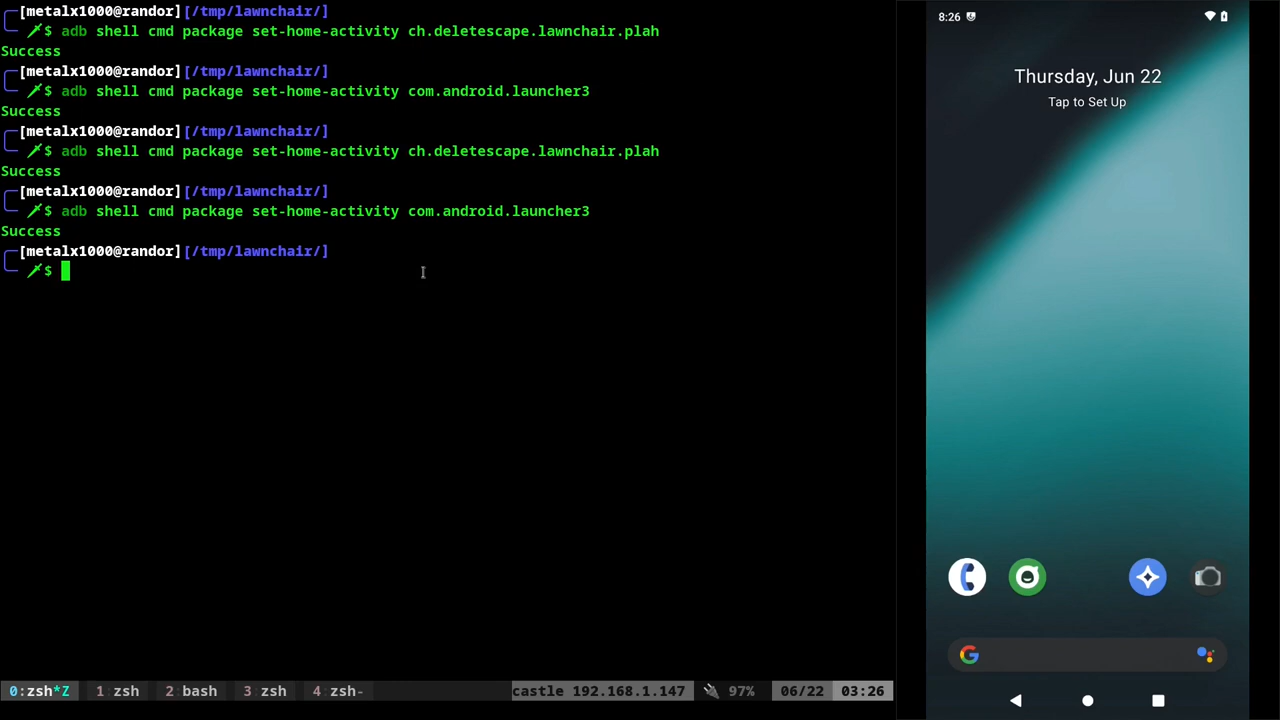 [metalx1000@randor][/tmp/lawnchair/]
$ adb shell cmd package set-home-activity ch.deletescape.lawnchair.plah
Success
[metalx1000@randor][/tmp/lawnchair/]
$ adb shell cmd package set-home-activity com.android.launcher3
Success
[metalx1000@randor][/tmp/lawnchair/]
$ adb shell cmd package set-home-activity ch.deletescape.lawnchair.plah
Success
[metalx1000@randor][/tmp/lawnchair/]
$ adb shell cmd package set-home-activity com.android.launcher3
Success
[metalx1000@randor][/tmp/lawnchair/]
$
0:zsh*Z 1 zsh 2 bash 3 zsh 4 zsh- castle 192.168.1.147 97% 06/22 03:26
8:26
Thursday, Jun 22
Tap to Set Up